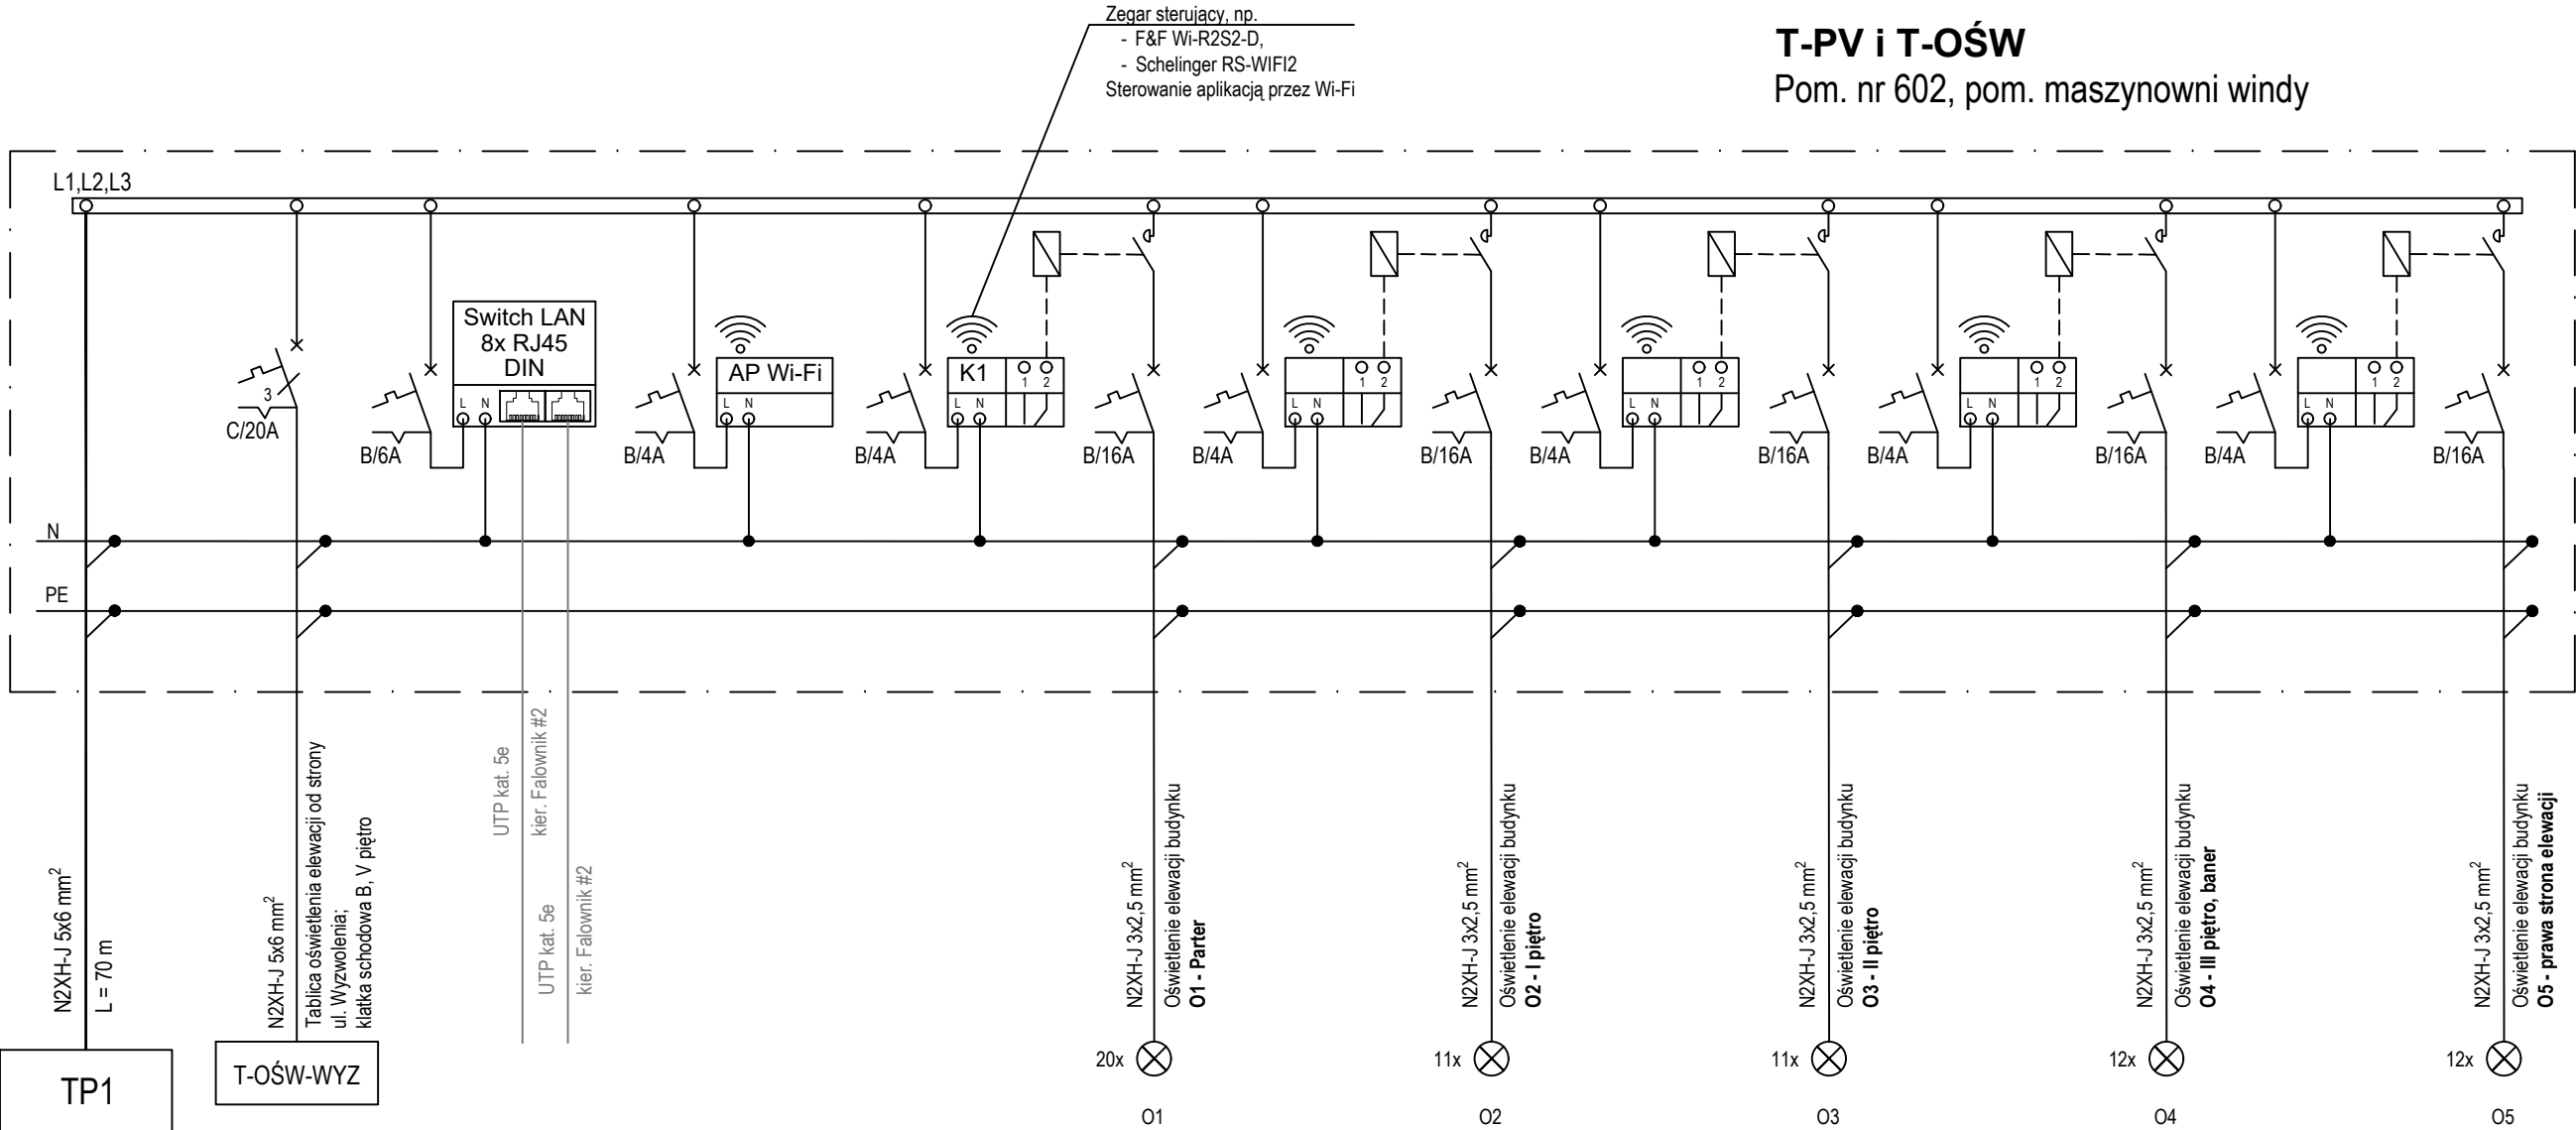 Zegar sterujący, np.
- F&F Wi-R2S2-D,
- Schelinger RS-WIFI2
Sterowanie aplikacją przez Wi-Fi
T-PV i T-OŚW
Pom. nr 602, pom. maszynowni windy
L1,L2,L3
Switch LAN
8x RJ45
DIN
L N
AP Wi-Fi
L N
K1
1 2
L N
1 2
L N
1 2
L N
1 2
L N
1 2
L N
3
C/20A
B/6A
B/4A
B/4A
B/16A
B/4A
B/16A
B/4A
B/16A
B/4A
B/16A
B/4A
B/16A
N
PE
N2XH-J 5x6 mm²
L = 70 m
N2XH-J 5x6 mm²
Tablica oświetlenia elewacji od strony
ul. Wyzwolenia;
klatka schodowa B, V piętro
UTP kat. 5e
kier. Falownik #2
UTP kat. 5e
kier. Falownik #2
N2XH-J 3x2,5 mm²
Oświetlenie elewacji budynku
O1 - Parter
N2XH-J 3x2,5 mm²
Oświetlenie elewacji budynku
O2 - I piętro
N2XH-J 3x2,5 mm²
Oświetlenie elewacji budynku
O3 - II piętro
N2XH-J 3x2,5 mm²
Oświetlenie elewacji budynku
O4 - III piętro, baner
N2XH-J 3x2,5 mm²
Oświetlenie elewacji budynku
O5 - prawa strona elewacji
TP1
T-OŚW-WYZ
20x
11x
11x
12x
12x
O1
O2
O3
O4
O5